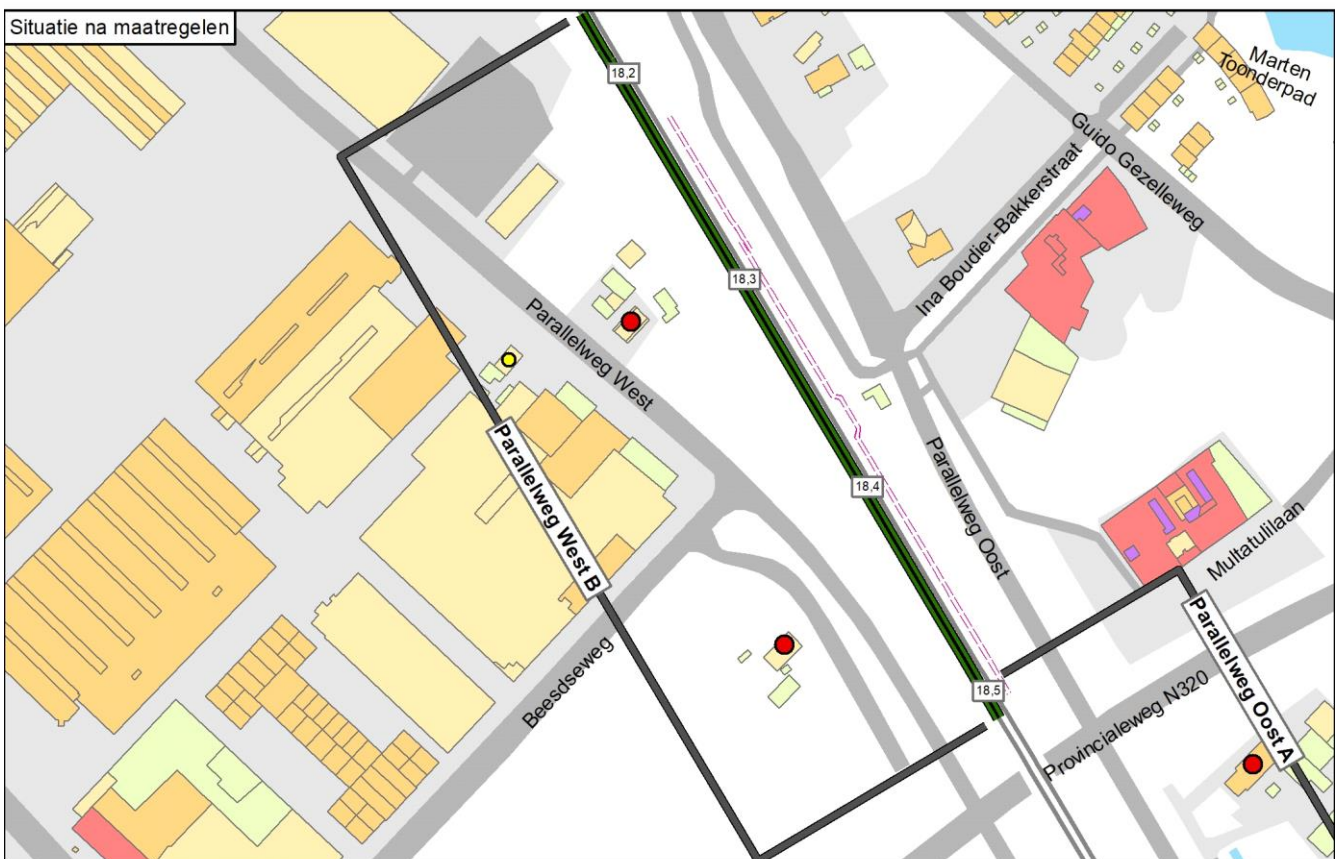 Situatie na maatregelen
18,2
Marten
Toonderpad
Guido Gezelleweg
Ina Boudier-Bakkerstraat
18,3
Parallelweg West
Parallelweg West B
18,4
Parallelweg Oost
Multatulilaan
Beesdseweg
18,5
Parallelweg Oost A
Provincialeweg N320